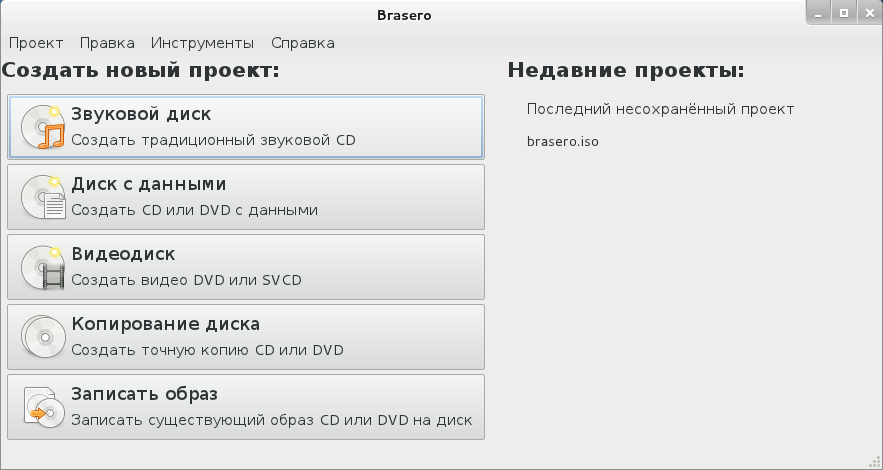 Brasero
Проект Правка Инструменты Справка
Создать новый проект:
Звуковой диск
Создать традиционный звуковой CD
Диск с данными
Создать CD или DVD с данными
Видеодиск
Создать видео DVD или SVCD
Копирование диска
Создать точную копию CD или DVD
Записать образ
Записать существующий образ CD или DVD на диск
Недавние проекты:
Последний несохранённый проект
brasero.iso